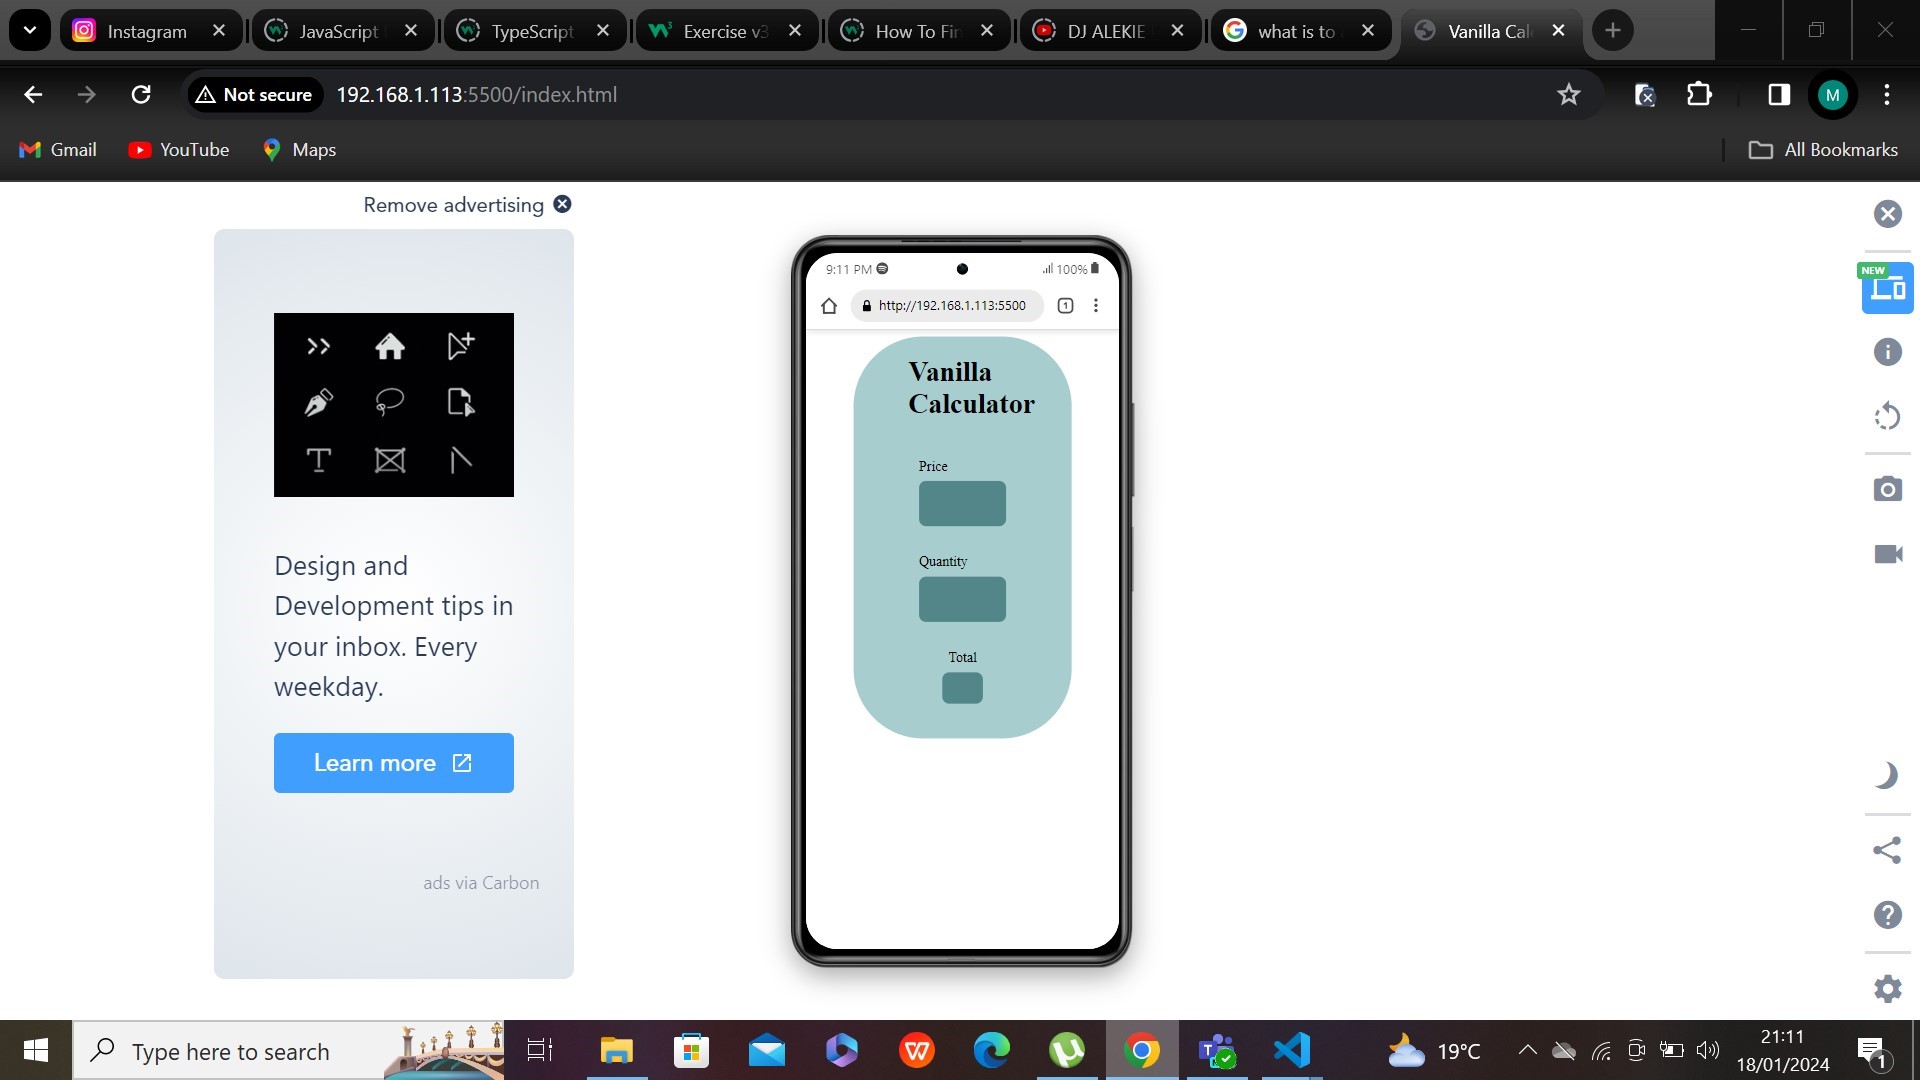 Instagram
JavaScript
TypeScript
Exercise v3
How To Fin
DJ ALEKIE
what is to
Vanilla Cal
Not secure
192.168.1.113:5500/index.html
M
Gmail
YouTube
Maps
All Bookmarks
Remove advertising
Design and
Development tips in
your inbox. Every
weekday.
Learn more
ads via Carbon
9:11 PM
100%
http://192.168.1.113:5500
1
Vanilla
Calculator
Price
Quantity
Total
NEW
Type here to search
19°C
21:11
18/01/2024
1